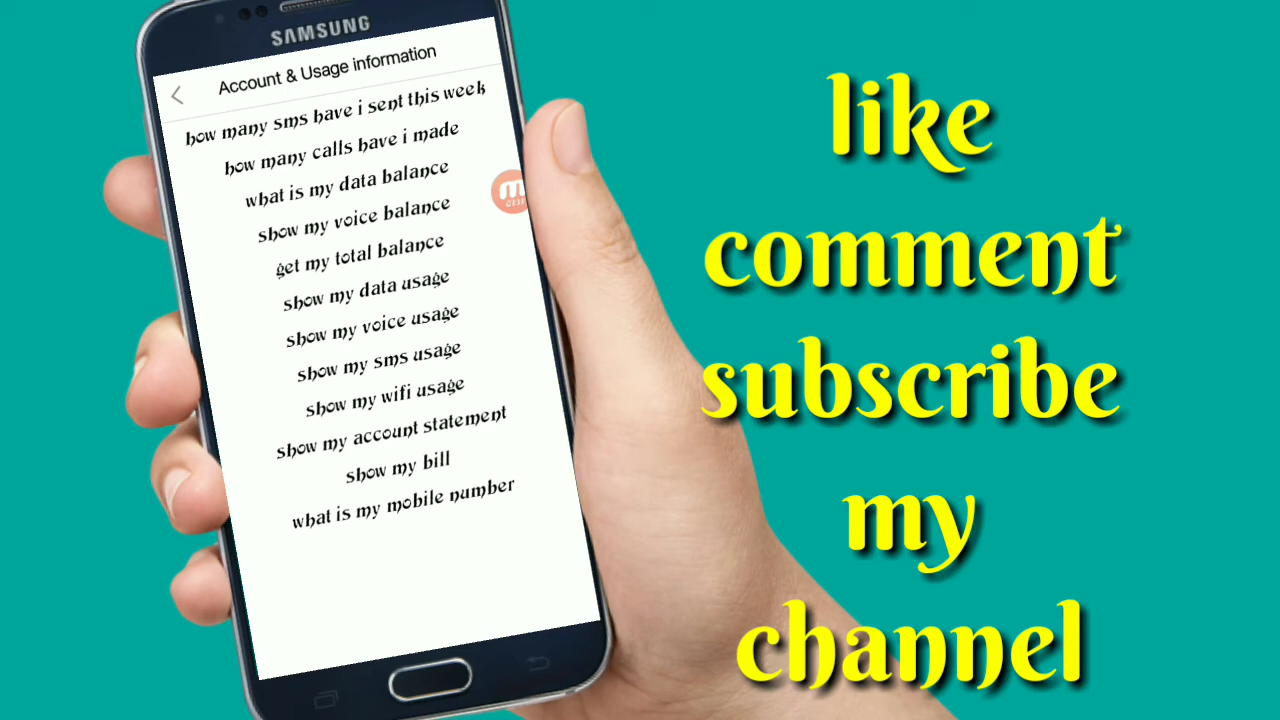 SAMSUNG
Account & Usage information
how many sms have i sent this week
how many calls have i made
what is my data balance
show my voice balance
get my total balance
show my data usage
show my voice usage
show my sms usage
show my wifi usage
show my account statement
show my bill
what is my mobile number
like
comment
subscribe
my
channel